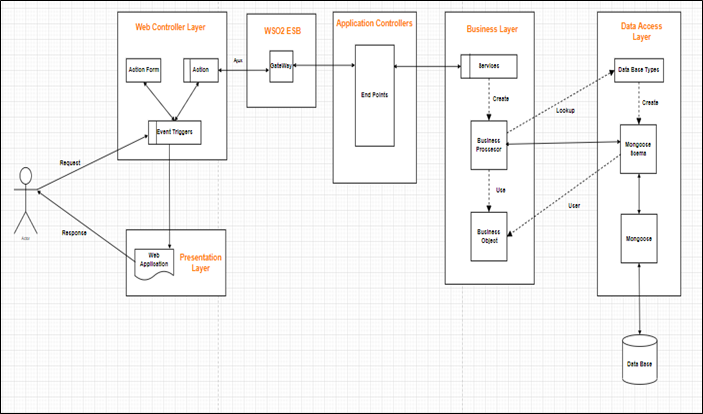 Web Controller Layer
WSO2 ESB
Application Controllers
Business Layer
Data Access
Layer
Action Form
Action
Ajax
GateWay
End Points
Services
Data Base Types
Create
Create
Lookup
Event Triggers
Business
Prossesor
Mongoose
Request
Use
User
Actor
Response
Business
Object
Mongoose
Web
Application
Presentation
Layer
Data Base